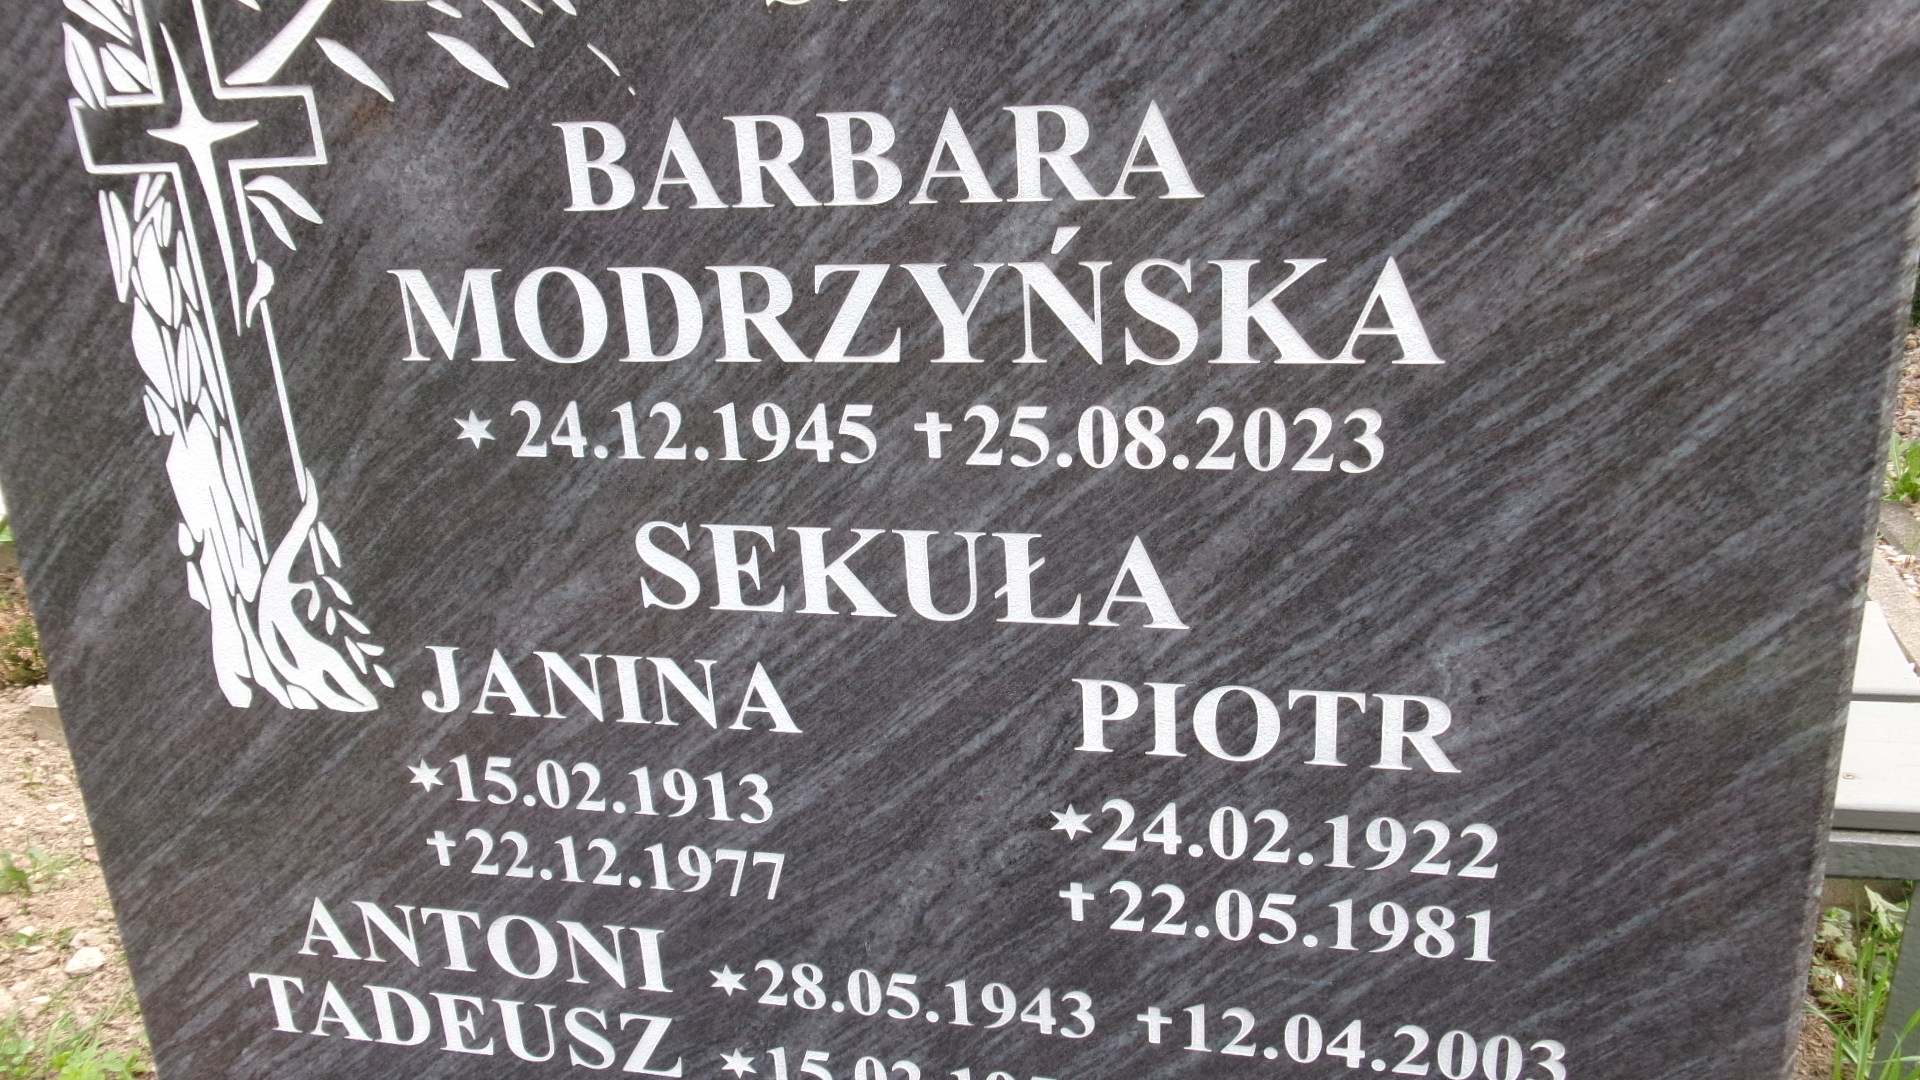 BARBARA
MODRZYŃSKA
✶ 24.12.1945 ✝ 25.08.2023
SEKUŁA
JANINA PIOTR
✶ 15.02.1913 ✶ 24.02.1922
✝ 22.12.1977 ✝ 22.05.1981
ANTONI ✶ 28.05.1943 ✝ 12.04.2003
TADEUSZ